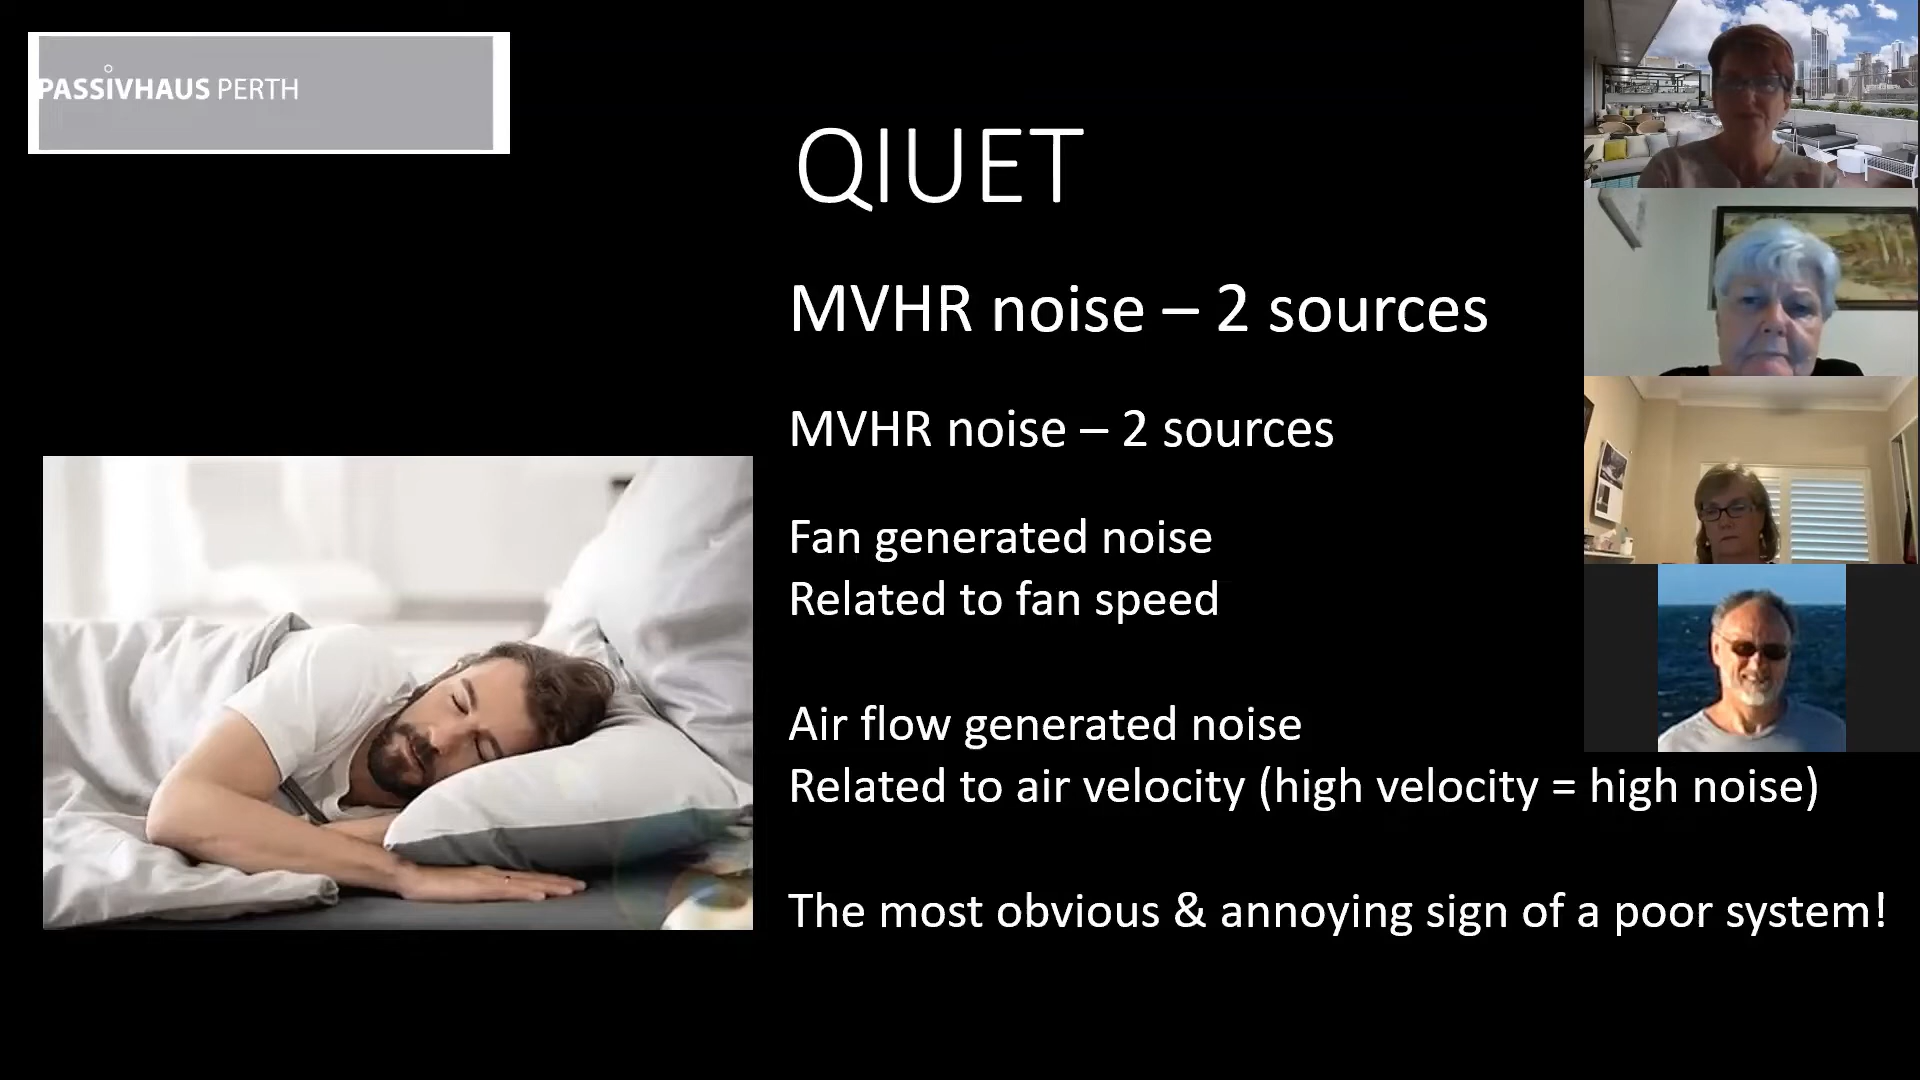 PASSIVHAUS PERTH
QIUET
MVHR noise – 2 sources
MVHR noise – 2 sources
Fan generated noise
Related to fan speed
Air flow generated noise
Related to air velocity (high velocity = high noise)
The most obvious & annoying sign of a poor system!